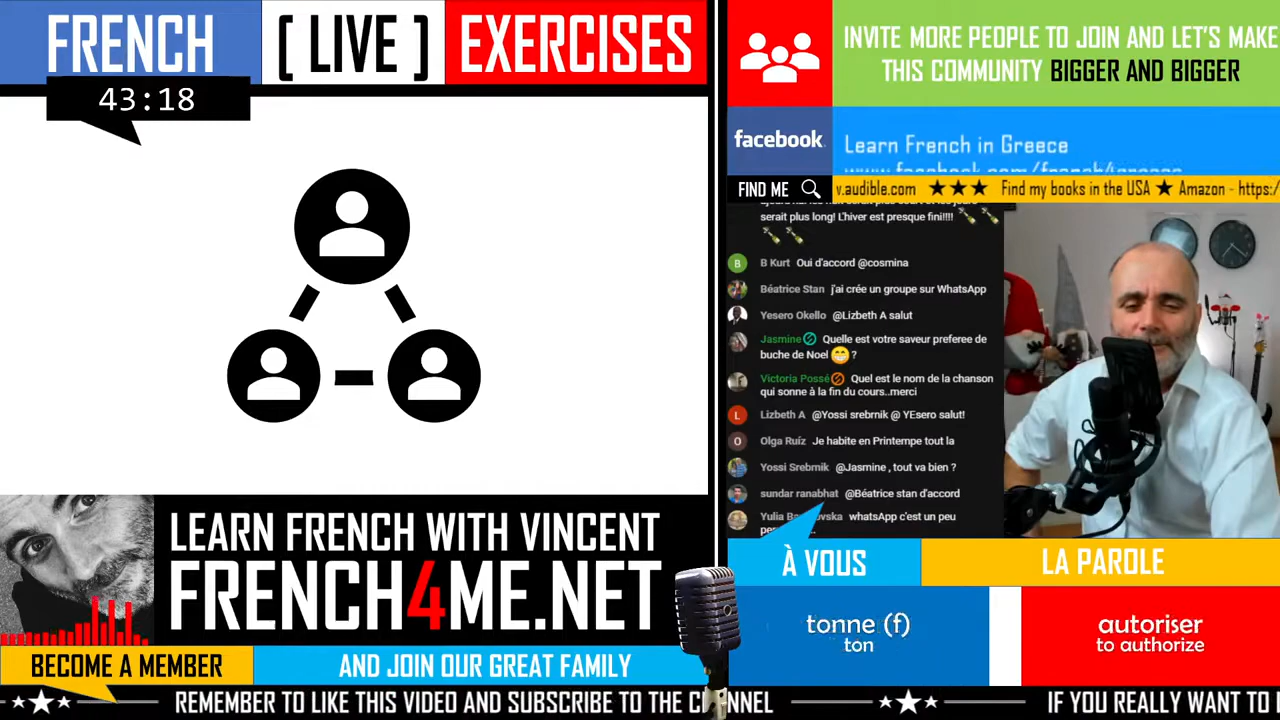 FRENCH
[ LIVE ]
EXERCISES
43:18
INVITE MORE PEOPLE TO JOIN AND LET'S MAKE
THIS COMMUNITY BIGGER AND BIGGER
facebook.
Learn French in Greece
FIND ME
v.audible.com ★★★ Find my books in the USA ★ Amazon - https:/
serait plus long! L'hiver est presque fini!!!!
B Kurt Oui d'accord @cosmina
Béatrice Stan j'ai crée un groupe sur WhatsApp
Yesero Okello @Lizbeth A salut
Jasmine Quelle est votre saveur preferee de
buche de Noel 😁 ?
Victoria Possé Quel est le nom de la chanson
qui sonne à la fin du cours..merci
Lizbeth A @Yossi srebrnik @ YEsero salut!
Olga Ruíz Je habite en Printempe tout la
Yossi Srebrnik @Jasmine , tout va bien ?
sundar ranabhat @Béatrice stan d'accord
Yulia whatsApp c'est un peu
À VOUS
LA PAROLE
tonne (f)
ton
autoriser
to authorize
LEARN FRENCH WITH VINCENT
FRENCH4ME.NET
BECOME A MEMBER
AND JOIN OUR GREAT FAMILY
REMEMBER TO LIKE THIS VIDEO AND SUBSCRIBE TO THE CHANNEL
IF YOU REALLY WANT TO